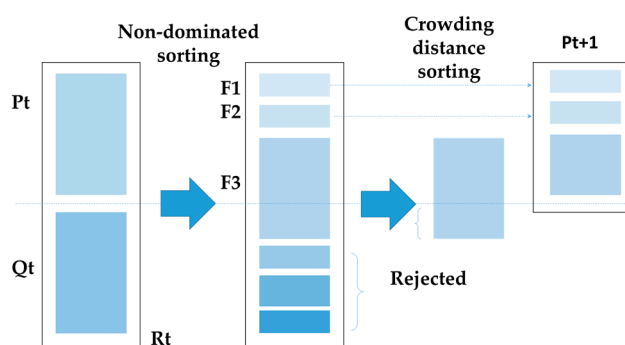 Non-dominated
sorting
Crowding
distance
sorting
Pt+1
Pt
F1
F2
F3
Qt
Rejected
Rt